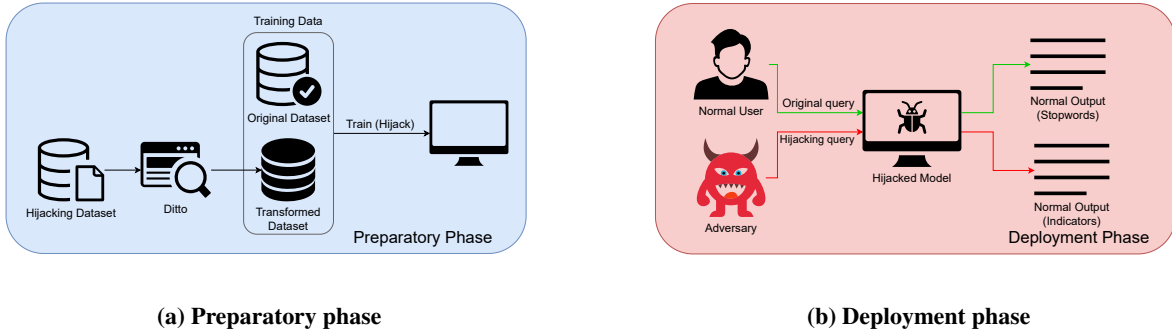 Training Data
Original Dataset
Train (Hijack)
Hijacking Dataset
Ditto
Transformed
Dataset
Preparatory Phase
(a) Preparatory phase
Normal User
Original query
Hijacking query
Adversary
Hijacked Model
Normal Output
(Stopwords)
Normal Output
(Indicators)
Deployment Phase
(b) Deployment phase